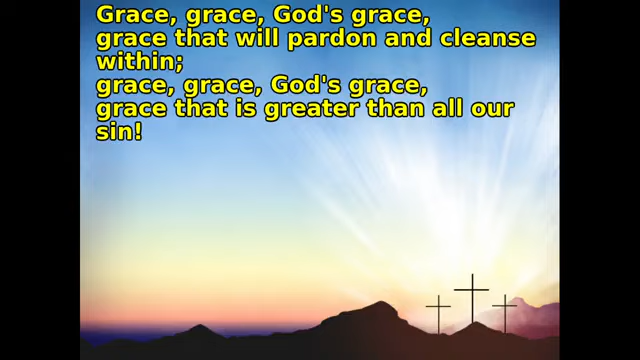 Grace, grace, God's grace,
grace that will pardon and cleanse
within;
grace, grace, God's grace,
grace that is greater than all our
sin!